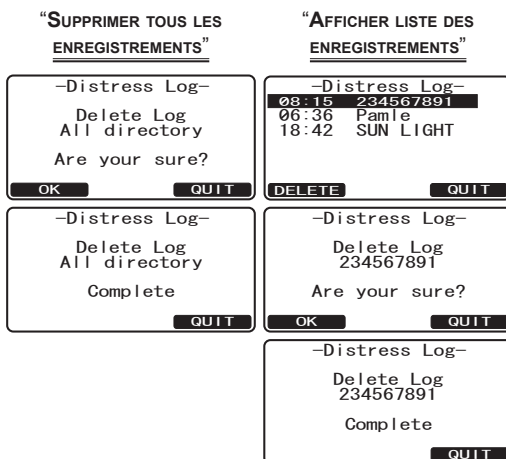 “SUPPRIMER TOUS LES
ENREGISTREMENTS”
-Distress Log-
Delete Log
All directory
Are your sure?
OK QUIT
-Distress Log-
Delete Log
All directory
Complete
QUIT
“AFFICHER LISTE DES
ENREGISTREMENTS”
-Distress Log-
08:15 234567891
06:36 Pamle
18:42 SUN LIGHT
DELETE QUIT
-Distress Log-
Delete Log
234567891
Are your sure?
OK QUIT
-Distress Log-
Delete Log
234567891
Complete
QUIT